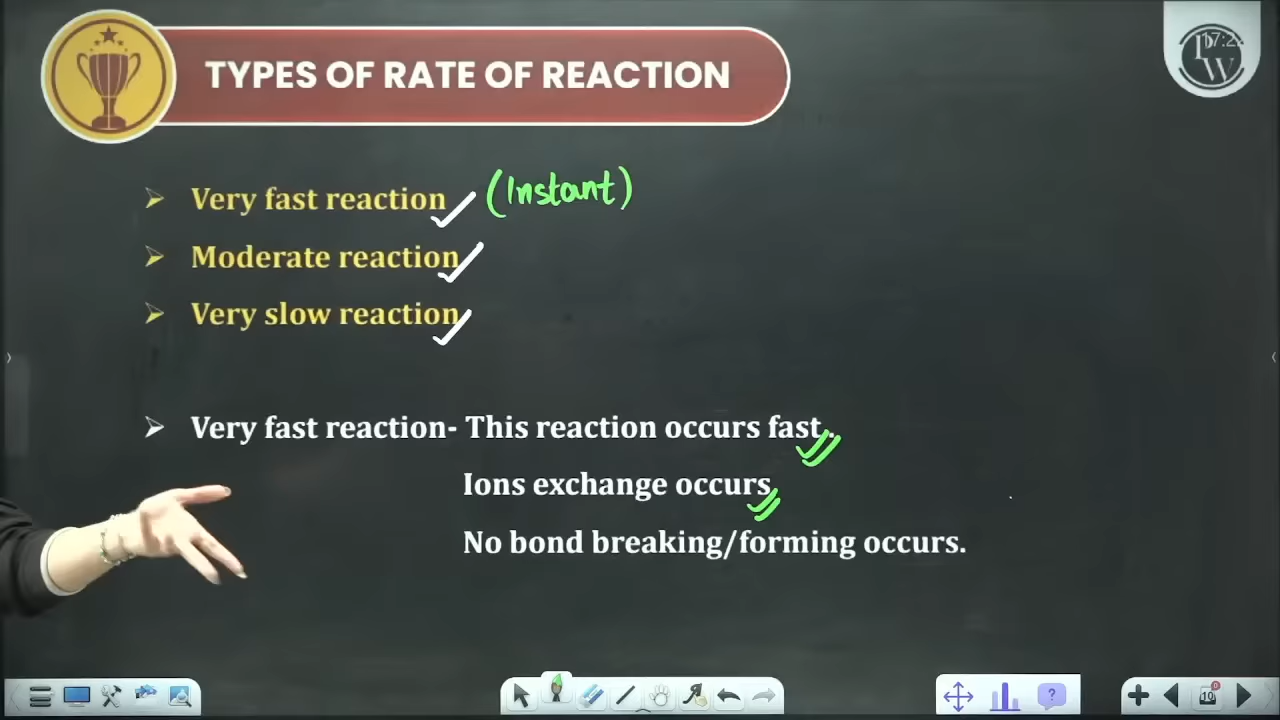 TYPES OF RATE OF REACTION
Very fast reaction (Instant)
Moderate reaction
Very slow reaction
Very fast reaction- This reaction occurs fast.
Ions exchange occurs
No bond breaking/forming occurs.